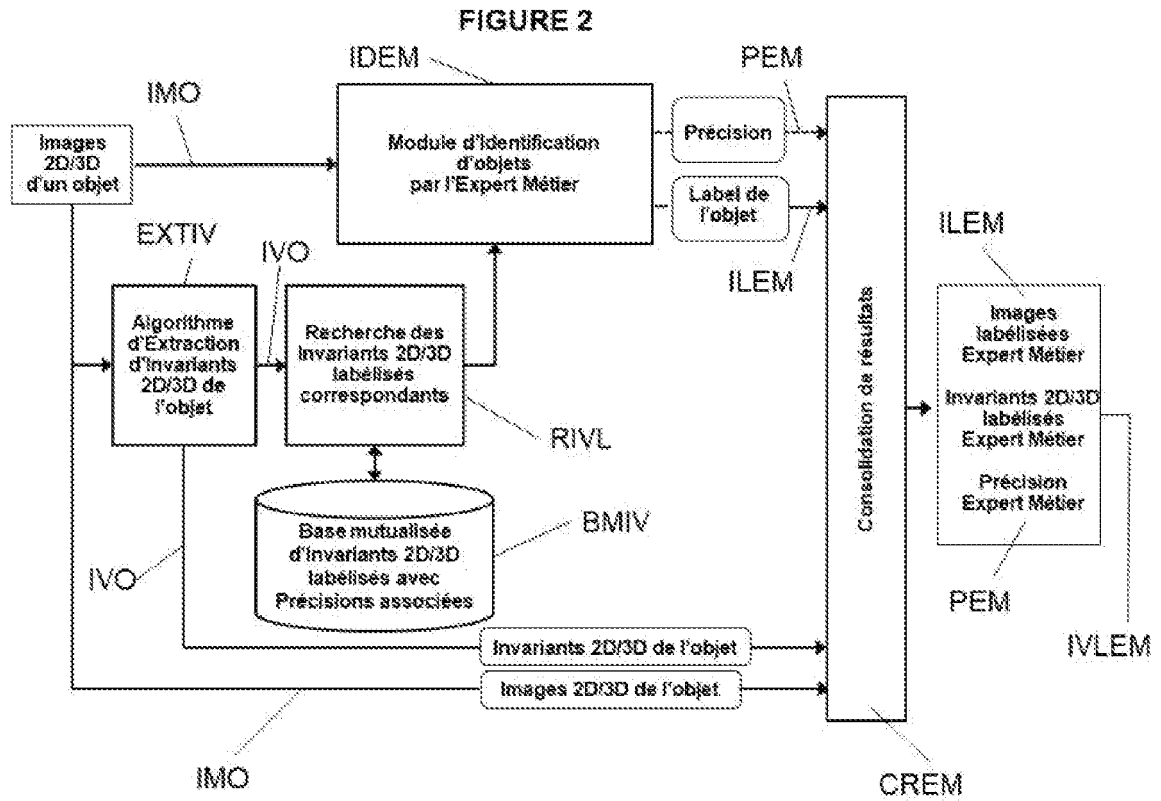 FIGURE 2
IDEM
PEM
IMO
Images
2D/3D
d'un objet
Module d'Identification
d'objets
par l'Expert Métier
Précision
Label de
l'objet
EXTIV
IVO
ILEM
ILEM
Algorithme
d'Extraction
d'Invariants
2D/3D de
l'objet
Recherche des
Invariants 2D/3D
labélisés
correspondants
RIVL
Consolidation de résultats
Images
labélisées
Expert Métier
Invariants 2D/3D
labélisés
Expert Métier
Précision
Expert Métier
Base mutualisée
d'Invariants 2D/3D
labélisés avec
Précisions associées
BMIV
IVO
PEM
IVLEM
Invariants 2D/3D de l'objet
Images 2D/3D de l'objet
IMO
CREM